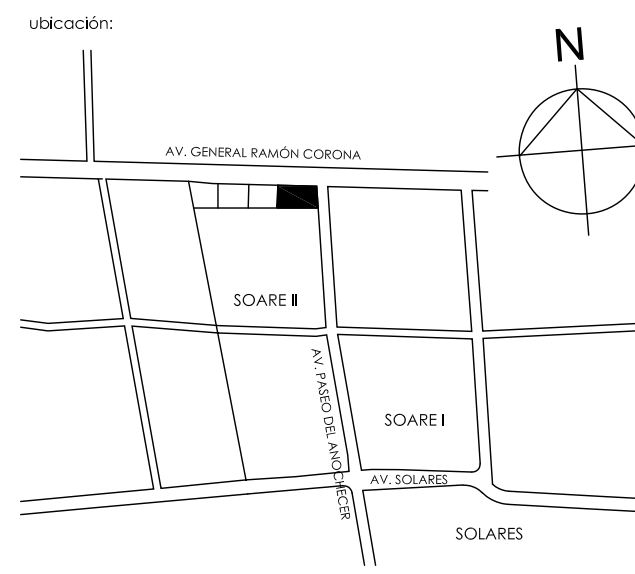 ubicación:
N
AV. GENERAL RAMÓN CORONA
SOARE II
AV. PASEO DEL ANOCHECER
SOARE I
AV. SOLARES
SOLARES